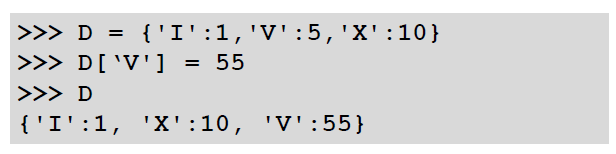 >>> D = {'I':1,'V':5,'X':10}
>>> D[‘V'] = 55
>>> D
{'I':1, 'X':10, 'V':55}